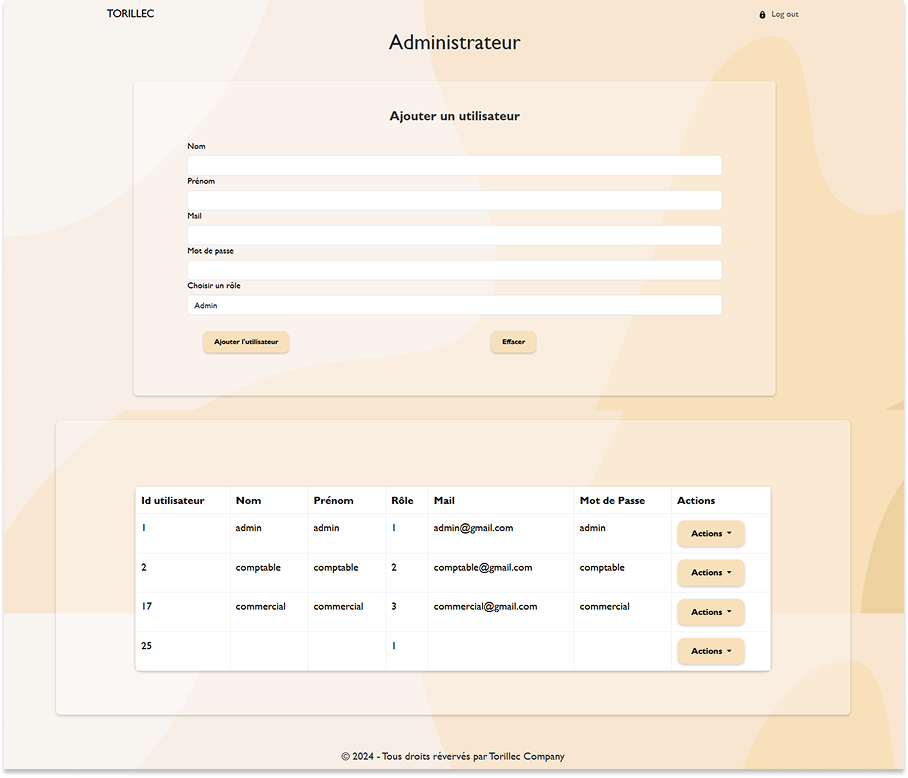 TORILLEC
Log out
Administrateur
Ajouter un utilisateur
Nom
Prénom
Mail
Mot de passe
Choisir un rôle
Admin
Ajouter l'utilisateur Effacer
Id utilisateur Nom Prénom Rôle Mail Mot de Passe Actions
1 admin admin 1 admin@gmail.com admin Actions
2 comptable comptable 2 comptable@gmail.com comptable Actions
17 commercial commercial 3 commercial@gmail.com commercial Actions
25 1 Actions
© 2024 - Tous droits révervés par Torillec Company